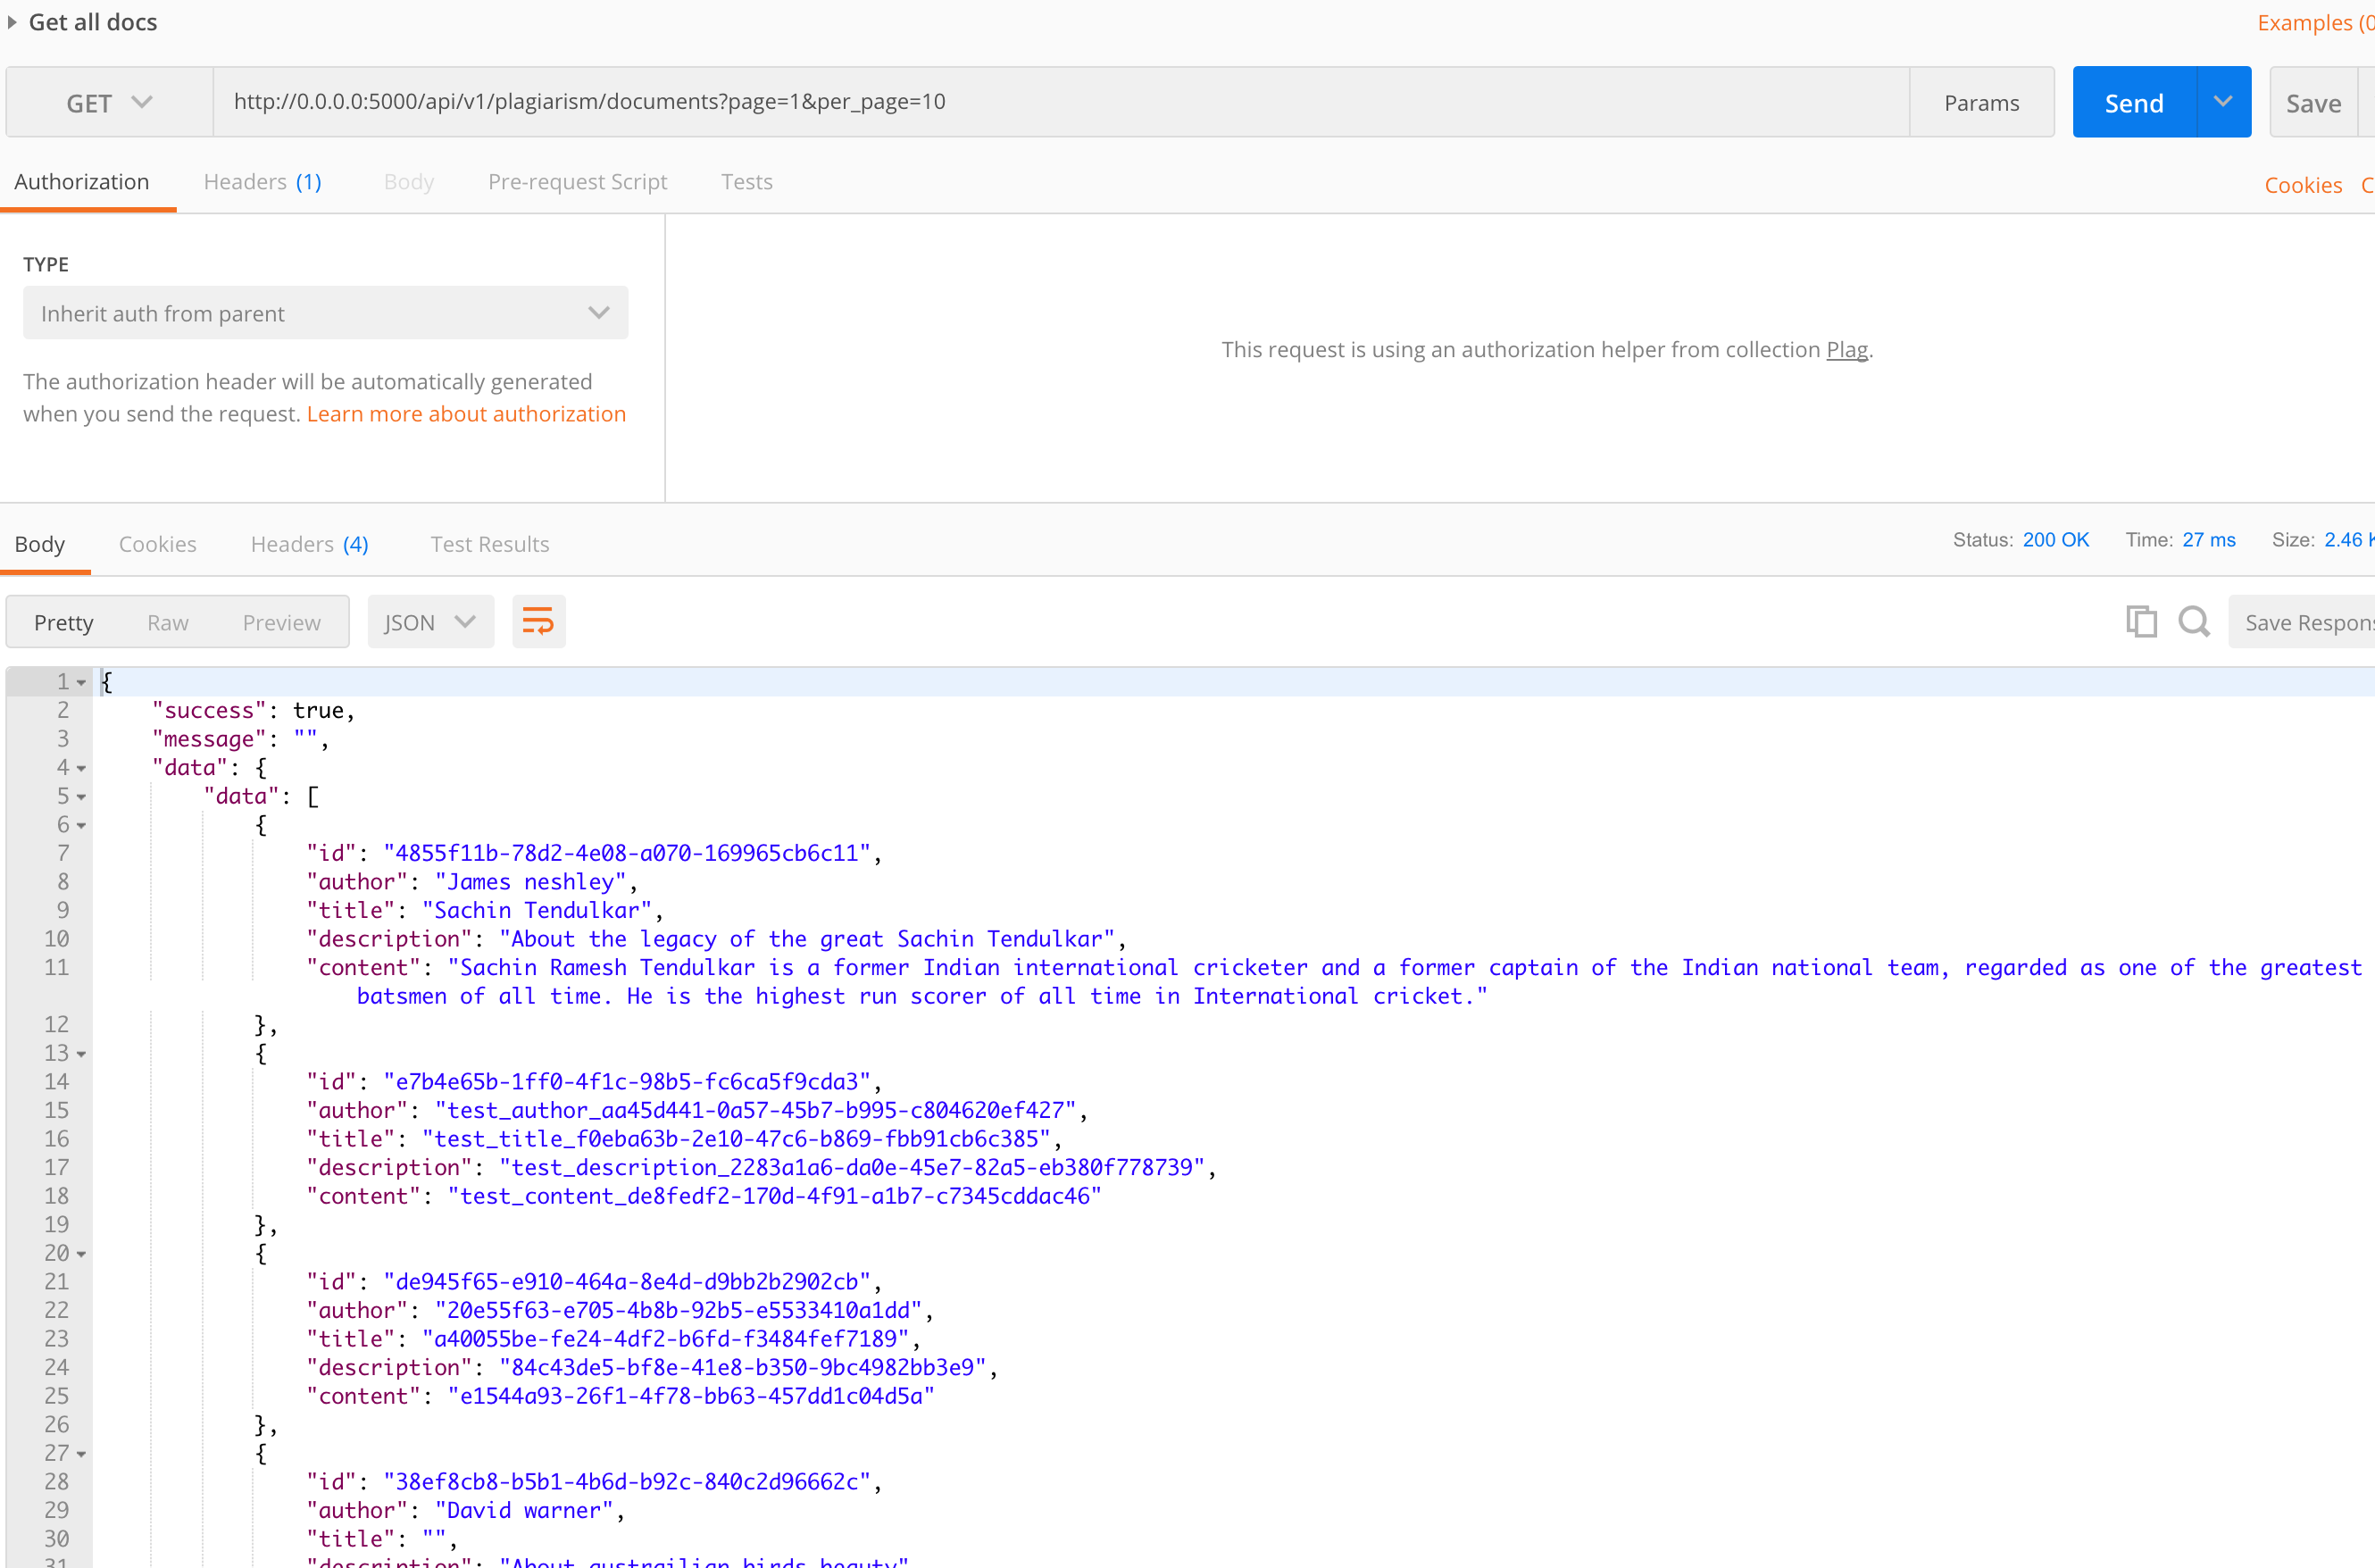 Get all docs
Examples (0
GET http://0.0.0.0:5000/api/v1/plagiarism/documents?page=1&per_page=10 Params Send Save
Authorization Headers (1) Body Pre-request Script Tests Cookies C
TYPE
Inherit auth from parent
The authorization header will be automatically generated
when you send the request. Learn more about authorization
This request is using an authorization helper from collection Plag.
Body Cookies Headers (4) Test Results Status: 200 OK Time: 27 ms Size: 2.46 K
Pretty Raw Preview JSON Save Respons
1 {
2 "success": true,
3 "message": "",
4 "data": {
5 "data": [
6 {
7 "id": "4855f11b-78d2-4e08-a070-169965cb6c11",
8 "author": "James neshley",
9 "title": "Sachin Tendulkar",
10 "description": "About the legacy of the great Sachin Tendulkar",
11 "content": "Sachin Ramesh Tendulkar is a former Indian international cricketer and a former captain of the Indian national team, regarded as one of the greatest
batsmen of all time. He is the highest run scorer of all time in International cricket."
12 },
13 {
14 "id": "e7b4e65b-1ff0-4f1c-98b5-fc6ca5f9cda3",
15 "author": "test_author_aa45d441-0a57-45b7-b995-c804620ef427",
16 "title": "test_title_f0eba63b-2e10-47c6-b869-fbb91cb6c385",
17 "description": "test_description_2283a1a6-da0e-45e7-82a5-eb380f778739",
18 "content": "test_content_de8fedf2-170d-4f91-a1b7-c7345cddac46"
19 },
20 {
21 "id": "de945f65-e910-464a-8e4d-d9bb2b2902cb",
22 "author": "20e55f63-e705-4b8b-92b5-e5533410a1dd",
23 "title": "a40055be-fe24-4df2-b6fd-f3484fef7189",
24 "description": "84c43de5-bf8e-41e8-b350-9bc4982bb3e9",
25 "content": "e1544a93-26f1-4f78-bb63-457dd1c04d5a"
26 },
27 {
28 "id": "38ef8cb8-b5b1-4b6d-b92c-840c2d96662c",
29 "author": "David warner",
30 "title": "",
31 "description": "About austrailian birds beauty"